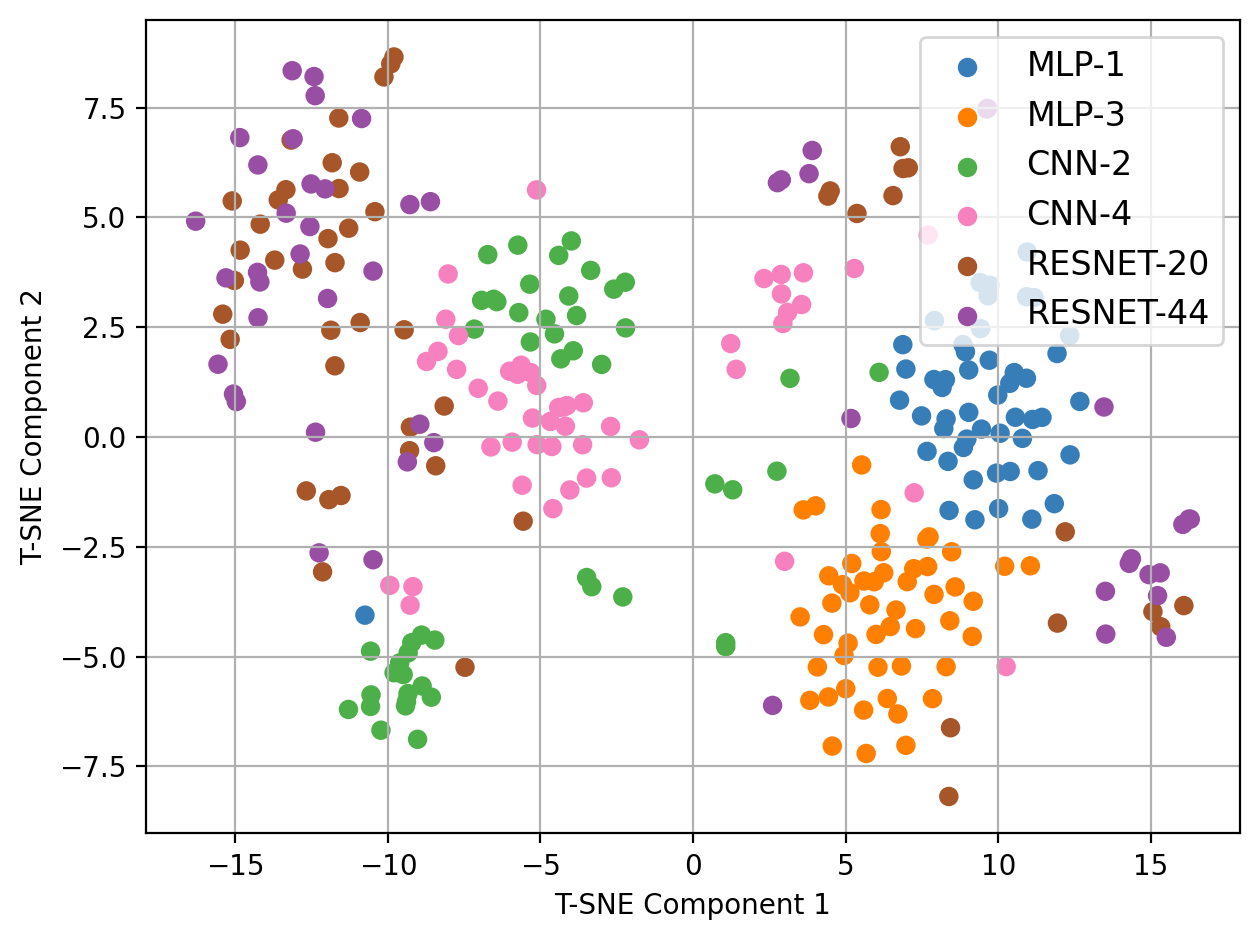 MLP-1
MLP-3
CNN-2
CNN-4
RESNET-20
RESNET-44
7.5
5.0
2.5
0.0
−2.5
−5.0
−7.5
T-SNE Component 2
−15
−10
−5
0
5
10
15
T-SNE Component 1